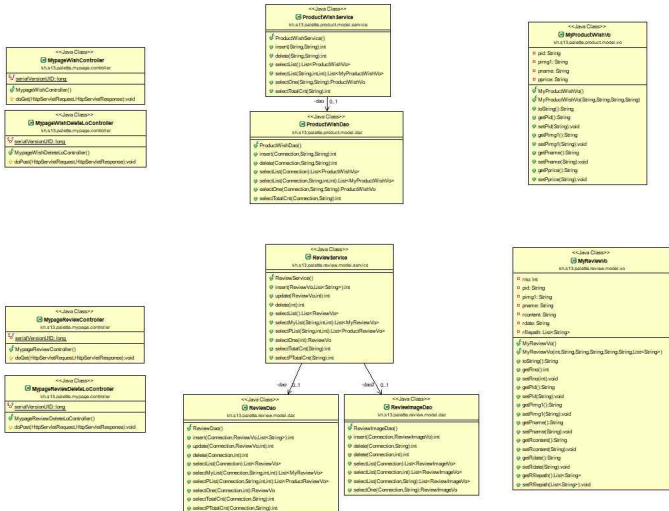 <<Java Class>>
MypageWishController
kh.s13.palette.mypage.controller
serialVersionUID: long
MypageWishController()
doGet(HttpServletRequest,HttpServletResponse):void
<<Java Class>>
MypageWishDeleteLoController
kh.s13.palette.mypage.controller
serialVersionUID: long
MypageWishDeleteLoController()
doPost(HttpServletRequest,HttpServletResponse):void
<<Java Class>>
ProductWishService
kh.s13.palette.product.model.service
ProductWishService()
insert(String,String):int
delete(String,String):int
selectList():List<ProductWishVo>
selectList(String,int,int):List<MyProductWishVo>
selectOne(String,String):ProductWishVo
selectTotalCnt(String):int
-dao 0..1
<<Java Class>>
ProductWishDao
kh.s13.palette.product.model.dao
ProductWishDao()
insert(Connection,String,String):int
delete(Connection,String,String):int
selectList(Connection):List<ProductWishVo>
selectList(Connection,String,int,int):List<MyProductWishVo>
selectOne(Connection,String,String):ProductWishVo
selectTotalCnt(Connection,String):int
<<Java Class>>
MyProductWishVo
kh.s13.palette.product.model.vo
pid: String
pimg1: String
pname: String
pprice: String
MyProductWishVo()
MyProductWishVo(String,String,String,String)
toString():String
getPid():String
setPid(String):void
getPimg1():String
setPimg1(String):void
getPname():String
setPname(String):void
getPprice():String
setPprice(String):void
<<Java Class>>
MypageReviewController
kh.s13.palette.mypage.controller
serialVersionUID: long
MypageReviewController()
doGet(HttpServletRequest,HttpServletResponse):void
<<Java Class>>
MypageReviewDeleteLoController
kh.s13.palette.mypage.controller
serialVersionUID: long
MypageReviewDeleteLoController()
doPost(HttpServletRequest,HttpServletResponse):void
<<Java Class>>
ReviewService
kh.s13.palette.review.model.service
ReviewService()
insert(ReviewVo,List<String>):int
update(ReviewVo,int):int
delete(int):int
selectList():List<ReviewVo>
selectMyList(String,int,int):List<MyReviewVo>
selectPList(String,int,int):List<ProductReviewVo>
selectOne(int):ReviewVo
selectTotalCnt(String):int
selectPTotalCnt(String):int
-dao 0..1
-dao2 0..1
<<Java Class>>
ReviewDao
kh.s13.palette.review.model.dao
ReviewDao()
insert(Connection,ReviewVo,List<String>):int
update(Connection,ReviewVo,int):int
delete(Connection,int):int
selectList(Connection):List<ReviewVo>
selectMyList(Connection,String,int,int):List<MyReviewVo>
selectPList(Connection,String,int,int):List<ProductReviewVo>
selectOne(Connection,int):ReviewVo
selectTotalCnt(Connection,String):int
selectPTotalCnt(Connection,String):int
<<Java Class>>
ReviewImageDao
kh.s13.palette.review.model.dao
ReviewImageDao()
insert(Connection,ReviewImageVo):int
delete(Connection,int):int
selectList(Connection):List<ReviewImageVo>
selectList(Connection,int):List<ReviewImageVo>
selectList(Connection,String):List<ReviewImageVo>
selectOne(Connection,String):ReviewImageVo
<<Java Class>>
MyReviewVo
kh.s13.palette.review.model.vo
rno: int
pid: String
pimg1: String
pname: String
rcontent: String
rdate: String
rfilepath: List<String>
MyReviewVo()
MyReviewVo(int,String,String,String,String,String,List<String>)
toString():String
getRno():int
setRno(int):void
getPid():String
setPid(String):void
getPimg1():String
setPimg1(String):void
getPname():String
setPname(String):void
getRcontent():String
setRcontent(String):void
getRdate():String
setRdate(String):void
getRfilepath():List<String>
setRfilepath(List<String>):void